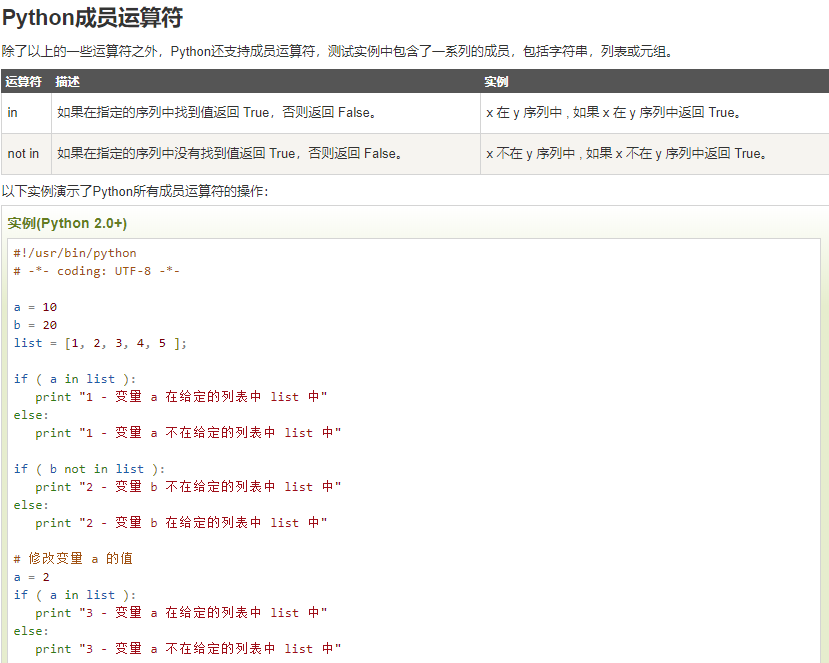 Python成员运算符
除了以上的一些运算符之外，Python还支持成员运算符，测试实例中包含了一系列的成员，包括字符串，列表或元组。
运算符 描述 实例
in 如果在指定的序列中找到值返回 True，否则返回 False。 x 在 y 序列中 , 如果 x 在 y 序列中返回 True。
not in 如果在指定的序列中没有找到值返回 True，否则返回 False。 x 不在 y 序列中 , 如果 x 不在 y 序列中返回 True。
以下实例演示了Python所有成员运算符的操作：
实例(Python 2.0+)
#!/usr/bin/python
# -*- coding: UTF-8 -*-
a = 10
b = 20
list = [1, 2, 3, 4, 5 ];
if ( a in list ):
   print "1 - 变量 a 在给定的列表中 list 中"
else:
   print "1 - 变量 a 不在给定的列表中 list 中"
if ( b not in list ):
   print "2 - 变量 b 不在给定的列表中 list 中"
else:
   print "2 - 变量 b 在给定的列表中 list 中"
# 修改变量 a 的值
a = 2
if ( a in list ):
   print "3 - 变量 a 在给定的列表中 list 中"
else:
   print "3 - 变量 a 不在给定的列表中 list 中"